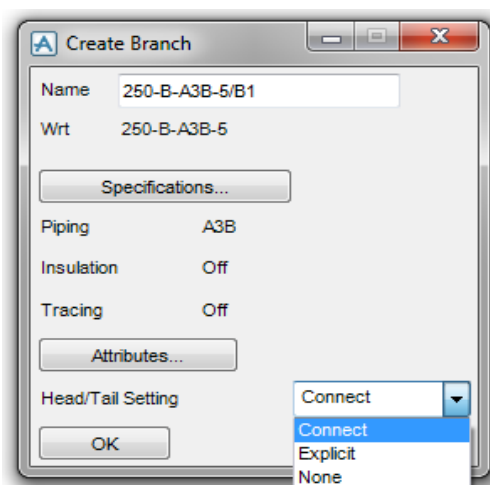 Create Branch
Name 250-B-A3B-5/B1
Wrt 250-B-A3B-5
Specifications...
Piping A3B
Insulation Off
Tracing Off
Attributes...
Head/Tail Setting Connect
Connect
OK
Explicit
None